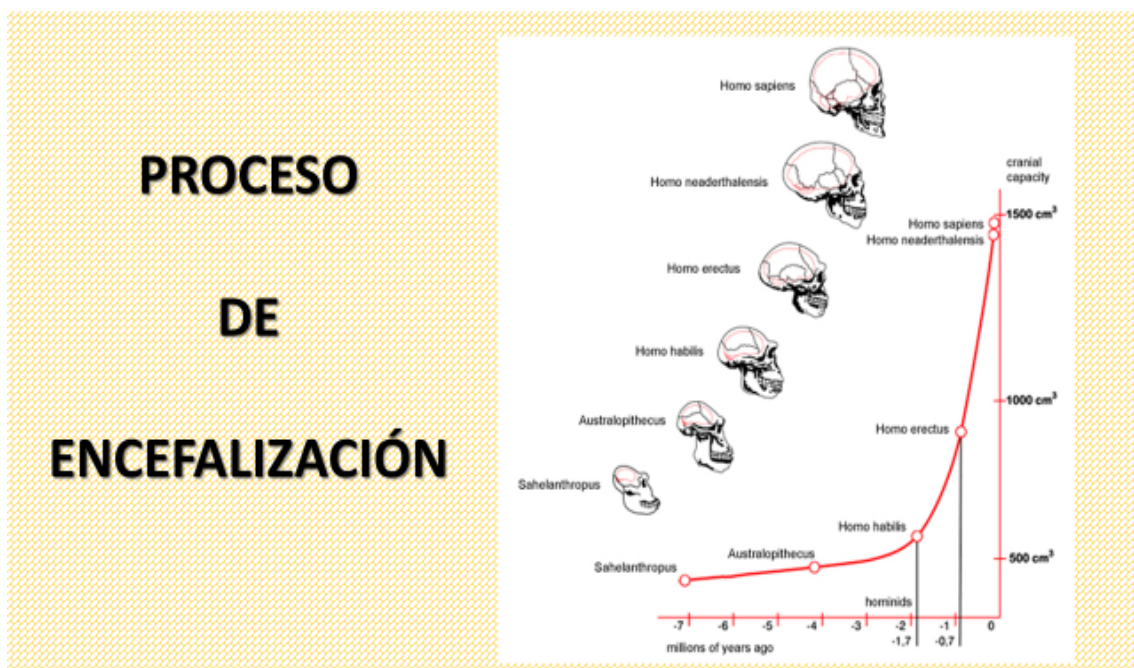 PROCESO
DE
ENCEFALIZACIÓN
Homo sapiens
Homo neaderthalensis
Homo erectus
Homo habilis
Australopithecus
Sahelanthropus
cranial
capacity
1500 cm³
Homo sapiens
Homo neaderthalensis
1000 cm³
Homo erectus
Homo habilis
500 cm³
Australopithecus
Sahelanthropus
hominids
-7 -6 -5 -4 -3 -2 -1 0
-1,7 -0,7
millions of years ago